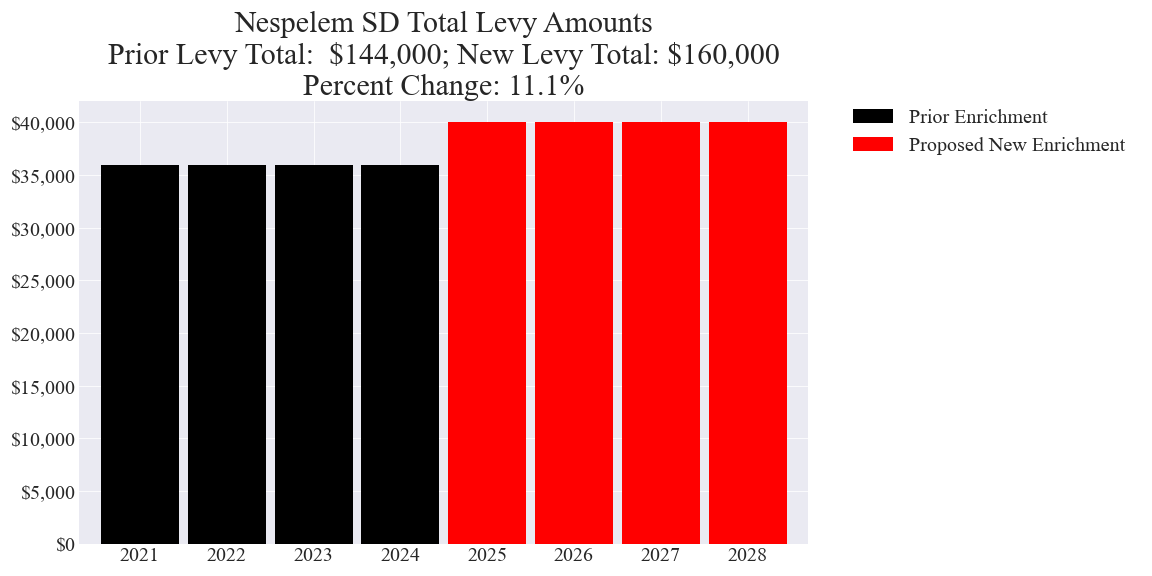 Nespelem SD Total Levy Amounts
Prior Levy Total:  $144,000; New Levy Total: $160,000
Percent Change: 11.1%
Prior Enrichment
Proposed New Enrichment
$40,000
$35,000
$30,000
$25,000
$20,000
$15,000
$10,000
$5,000
$0
2021 2022 2023 2024 2025 2026 2027 2028